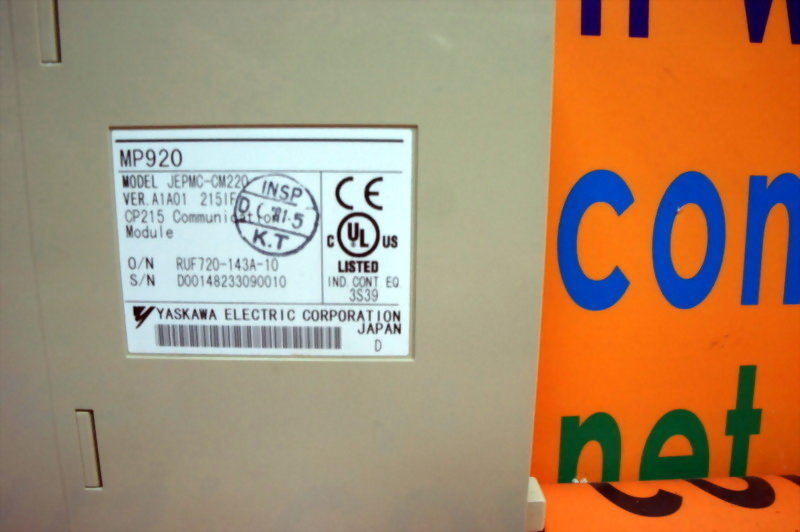 MP920
MODEL JEPMC-CM220
VER. A1A01 215IF
CP215 Communication
Module
INSP
K.T
O/N RUF720-143A-10
S/N D00148233090010
CE
C UL US
LISTED
IND. CONT. EQ.
3S39
YASKAWA ELECTRIC CORPORATION
JAPAN
D
com
net